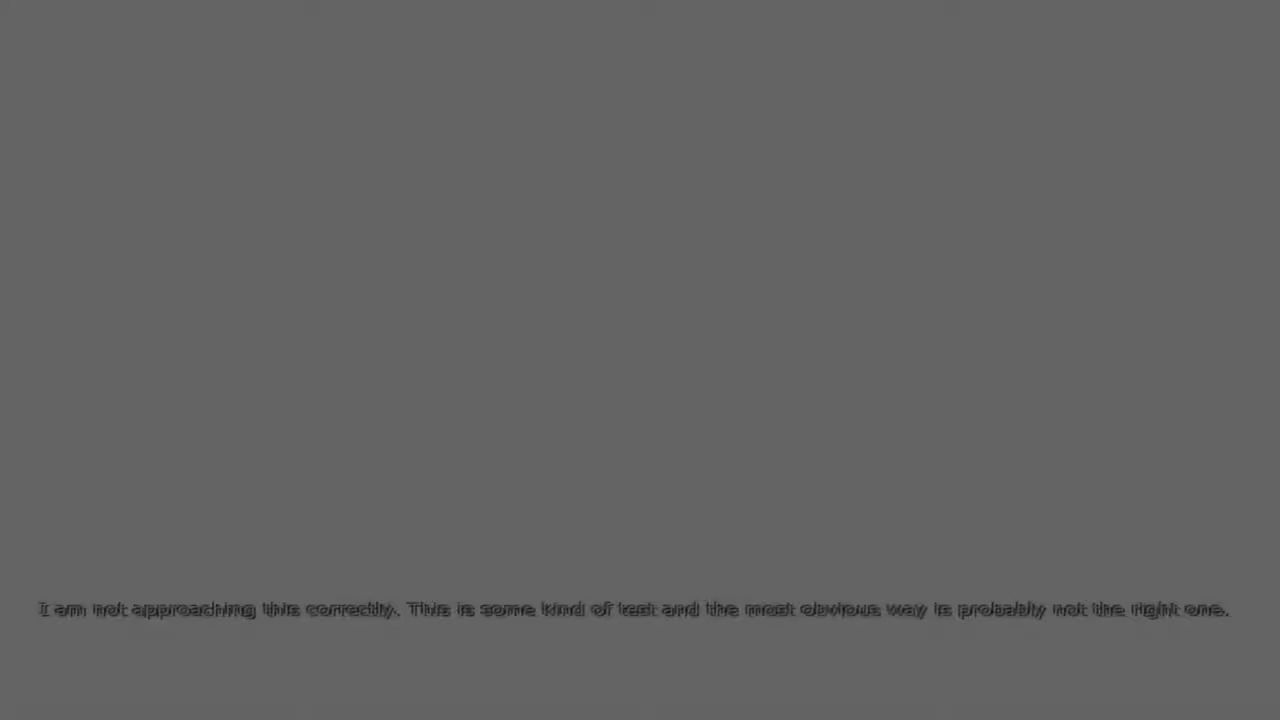 I am not approaching this correctly. This is some kind of test and the most obvious way is probably not the right one.